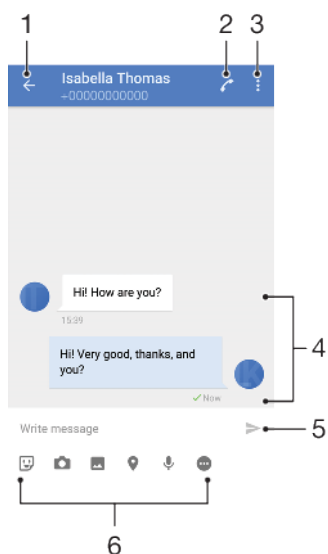 1 2 3
Isabella Thomas
+00000000000
Hi! How are you?
15:39
Hi! Very good, thanks, and
you?
Now
4
Write message
5
6